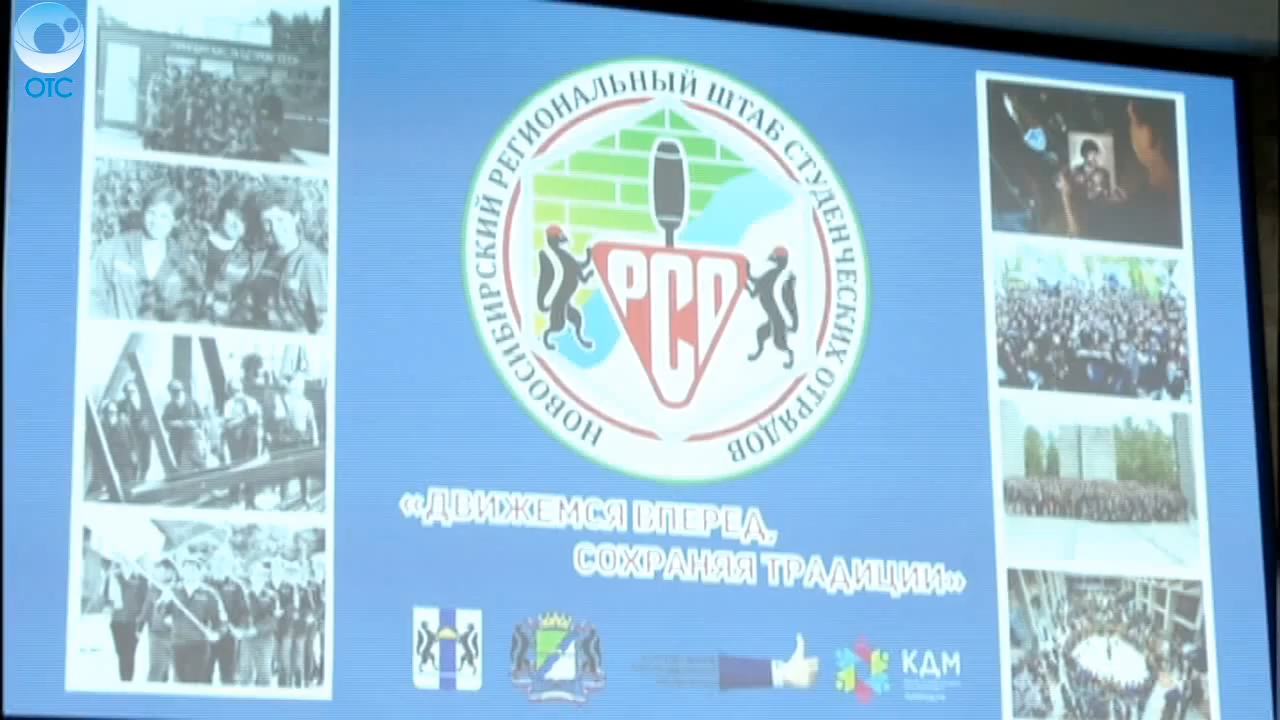 ОТС
НОВОСИБИРСКИЙ РЕГИОНАЛЬНЫЙ ШТАБ СТУДЕНЧЕСКИХ ОТРЯДОВ
РСО
«ДВИЖЕМСЯ ВПЕРЕД,
СОХРАНЯЯ ТРАДИЦИИ»
КДМ